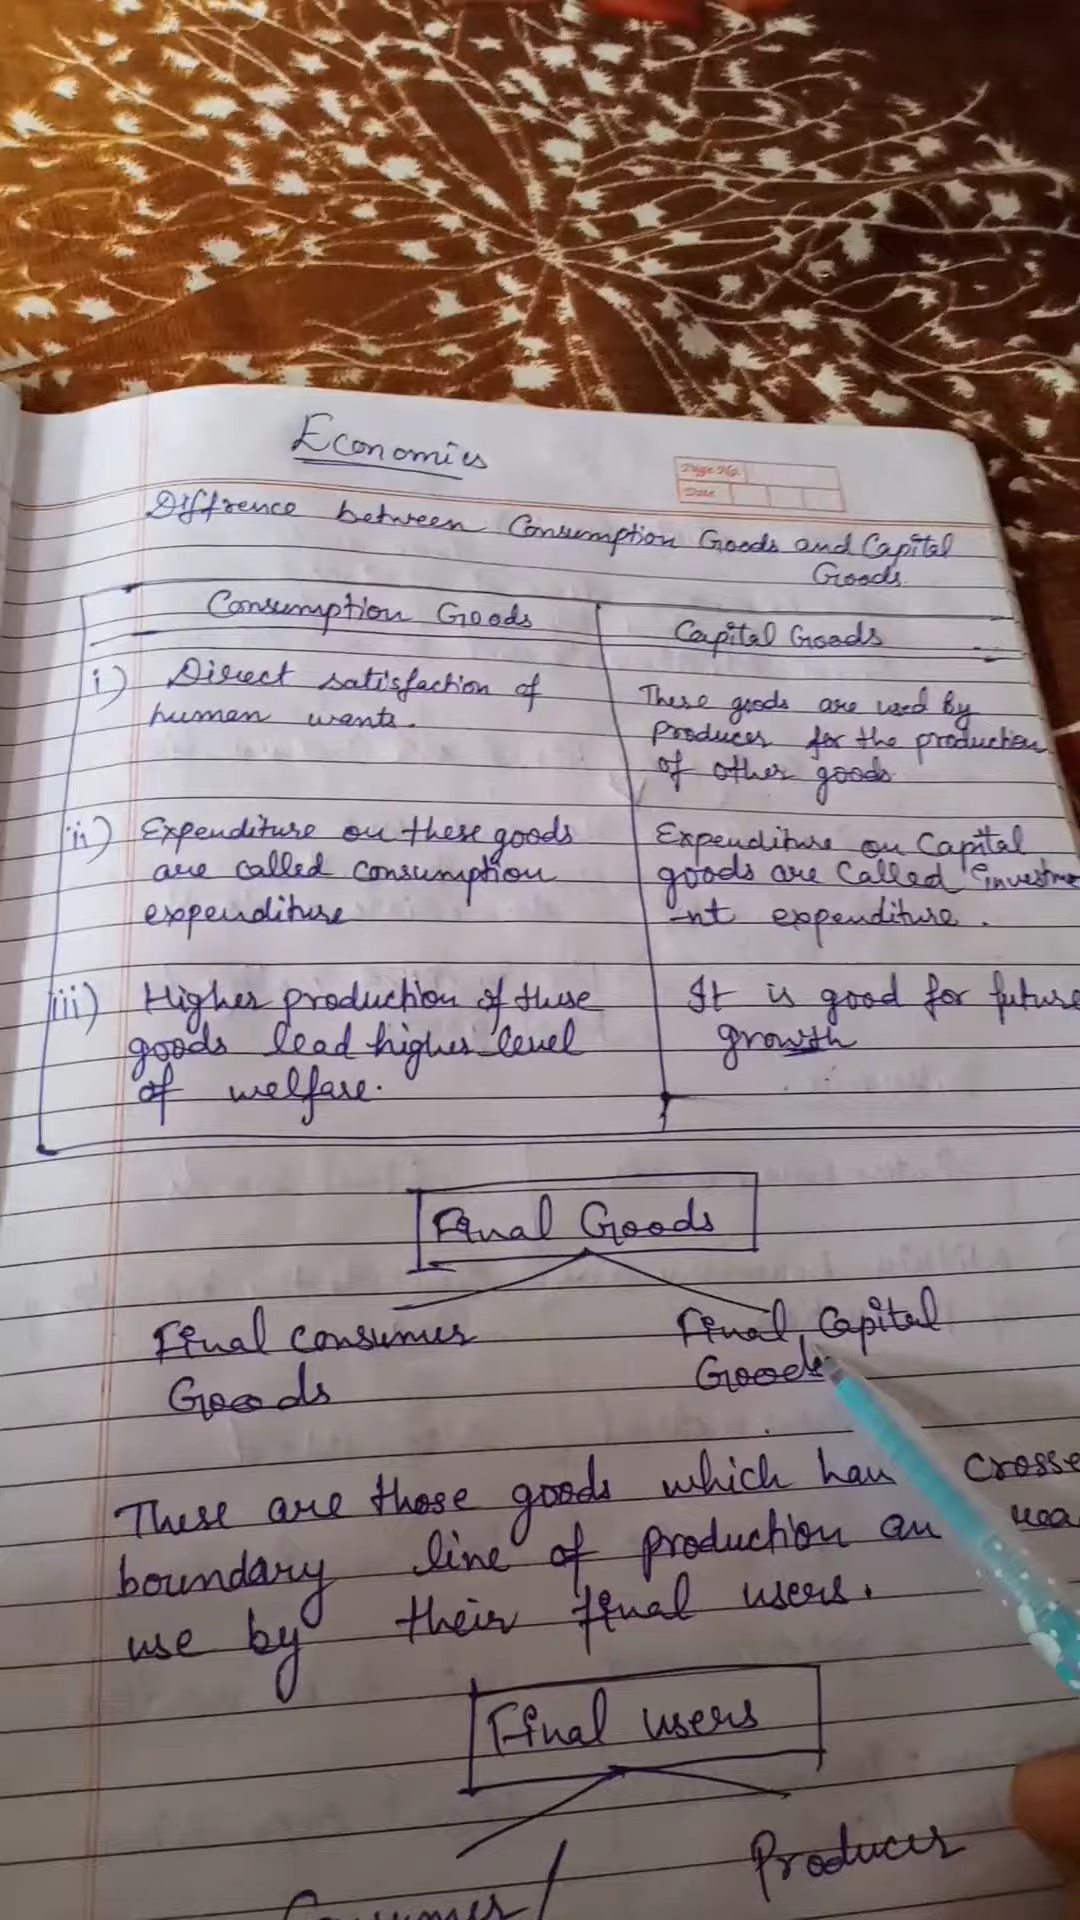 Economics
Page No.
Date
Diffrence between Consumption Goods and Capital
Goods.
Consumption Goods
Capital Goods
i) Direct satisfaction of
human wants.
These goods are used by
Producer for the production
of other goods
ii) Expenditure on these goods
are called consumption
expenditure
Expenditure on Capital
goods are called investme
-nt expenditure.
iii) Higher production of these
goods lead higher level
of welfare.
It is good for future
growth
Final Goods
Final consumer
Goods
Final Capital
Goods
These are those goods which hav crosse
boundary line of production an rea
use by their final users.
Final users
Consumer
Producer